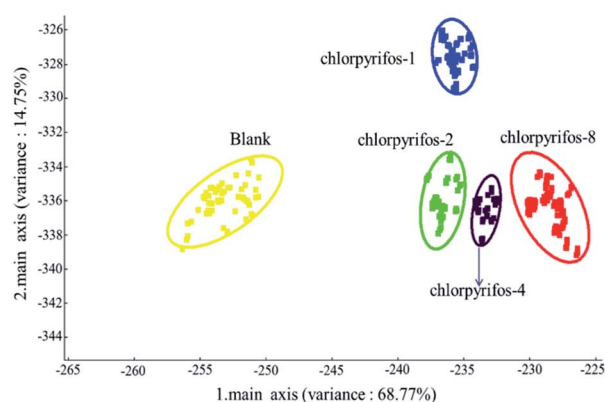 -326
-328
-330
-333
-334
-336
-338
-340
-342
-344
2.main axis (variance : 14.75%)
chlorpyrifos-1
Blank
chlorpyrifos-2
chlorpyrifos-8
chlorpyrifos-4
-265 -260 -255 -250 -240 -240 -235 -230 -225
1.main axis (variance : 68.77%)